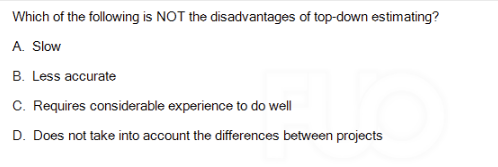 Which of the following is NOT the disadvantages of top-down estimating?
A. Slow
B. Less accurate
C. Requires considerable experience to do well
D. Does not take into account the differences between projects